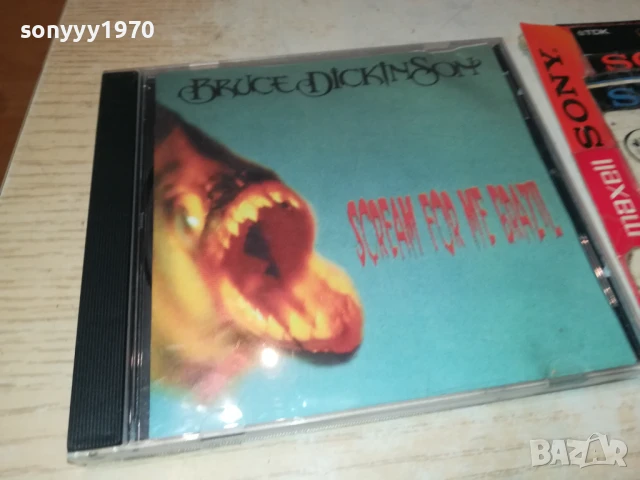 sonyyy1970
BRUCE DICKINSON
SCREAM FOR ME BRAZIL
TDK
SONY
maxell
BAZAR